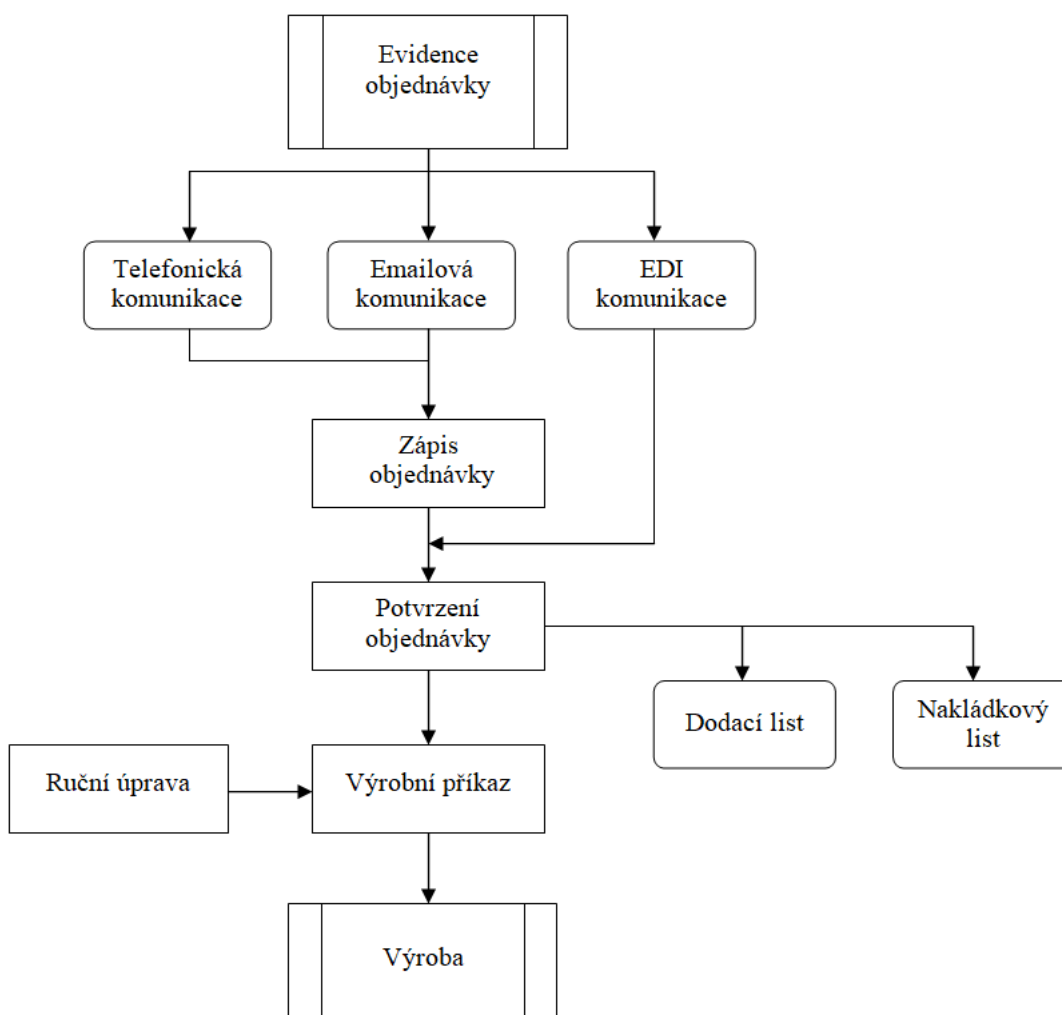 Evidence
objednávky
Telefonická
komunikace
Emailová
komunikace
EDI
komunikace
Zápis
objednávky
Potvrzení
objednávky
Dodací list
Nakládkový
list
Ruční úprava
Výrobní příkaz
Výroba